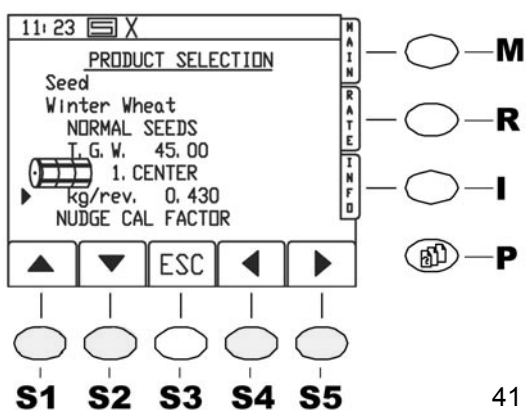 11:23 S X
PRODUCT SELECTION
Seed
Winter Wheat
NORMAL SEEDS
T.G.W. 45.00
1. CENTER
kg/rev. 0.430
NUDGE CAL FACTOR
ESC
MAIN
RATE
INFO
M
R
I
P
S1 S2 S3 S4 S5
41